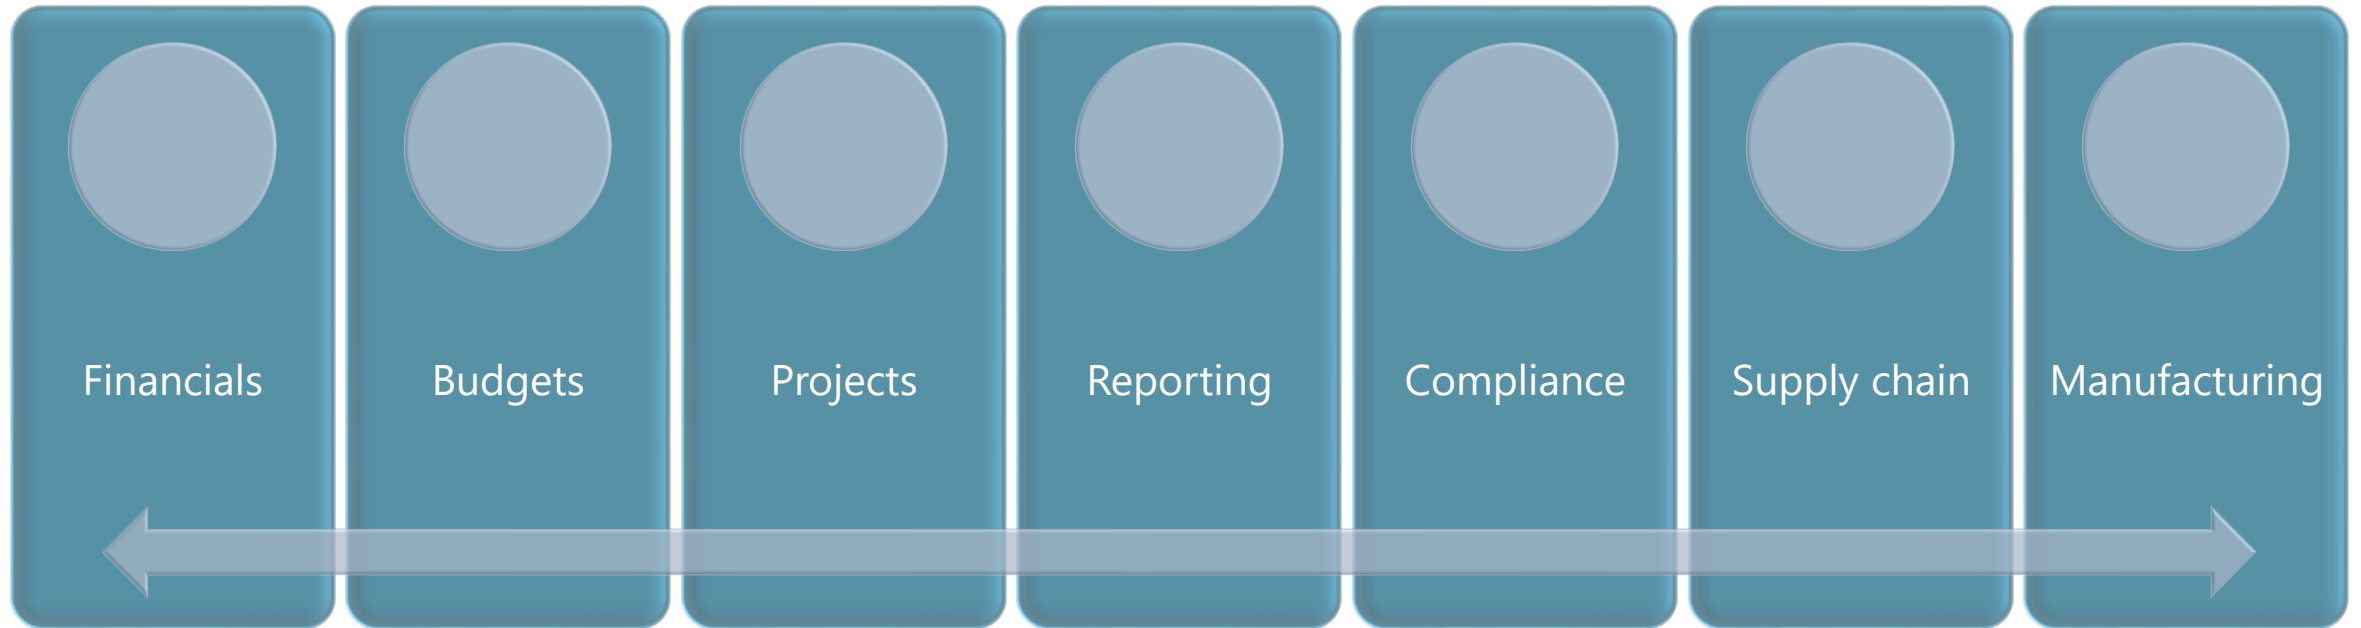 Financials
Budgets
Projects
Reporting
Compliance
Supply chain
Manufacturing